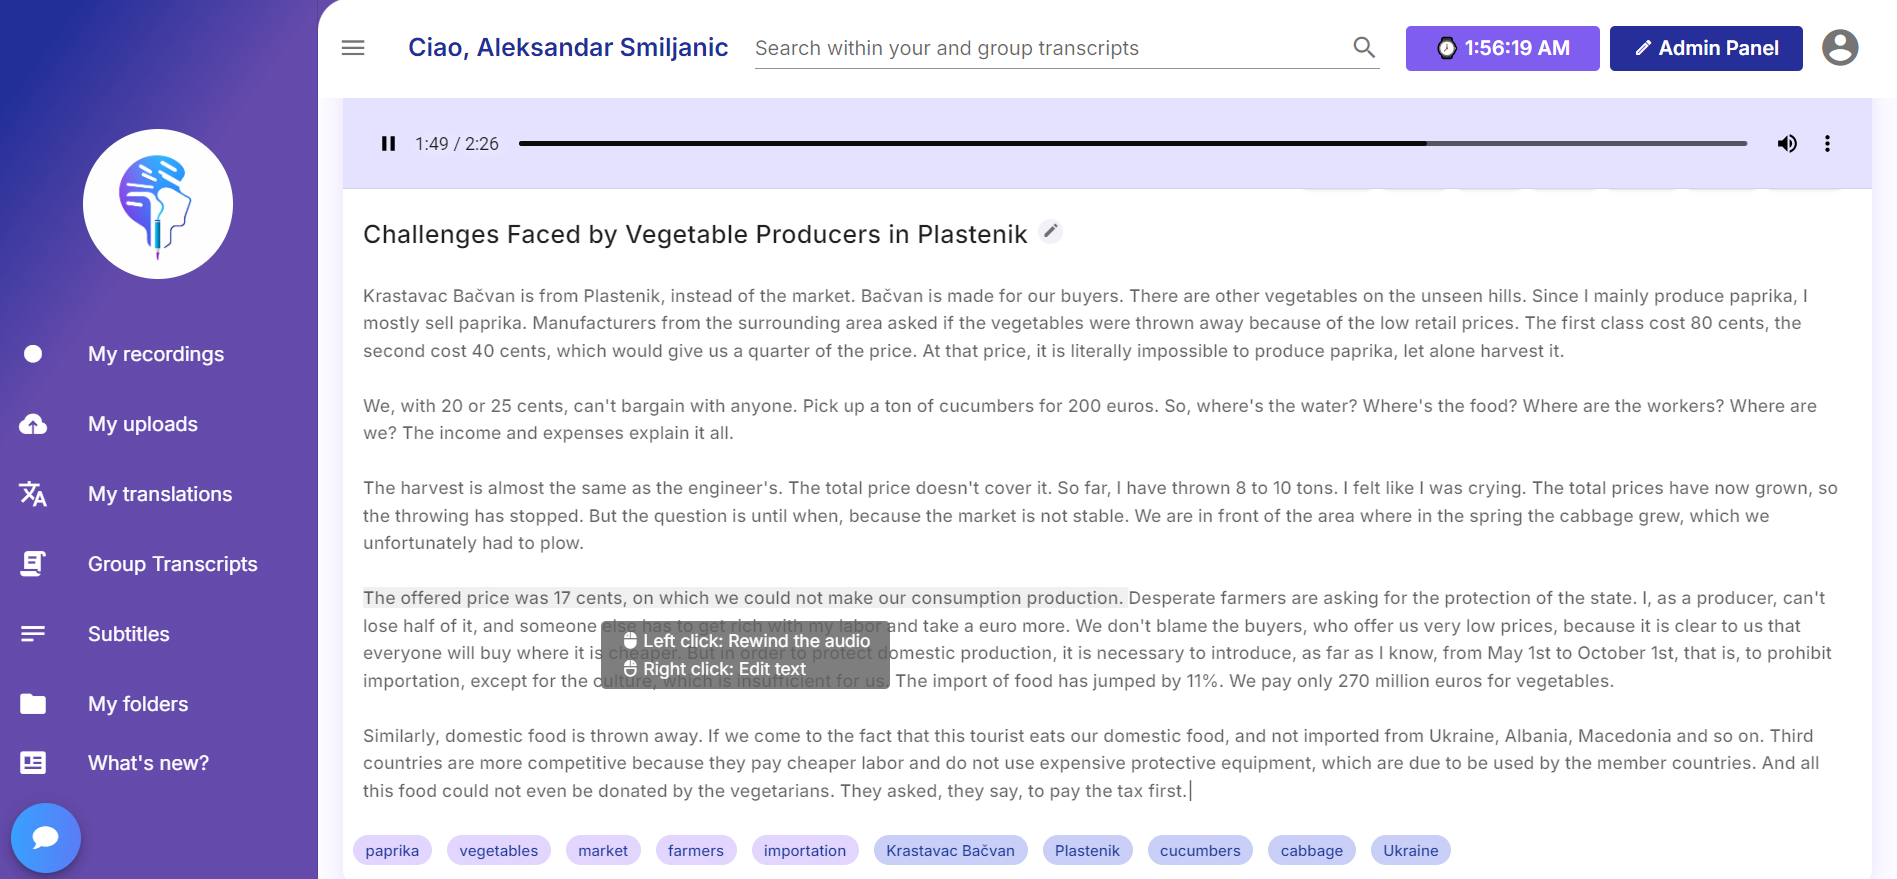 Ciao, Aleksandar Smiljanic
Search within your and group transcripts
1:56:19 AM
Admin Panel
My recordings
My uploads
My translations
Group Transcripts
Subtitles
My folders
What's new?
1:49 / 2:26
Challenges Faced by Vegetable Producers in Plastenik
Krastavac Bačvan is from Plastenik, instead of the market. Bačvan is made for our buyers. There are other vegetables on the unseen hills. Since I mainly produce paprika, I
mostly sell paprika. Manufacturers from the surrounding area asked if the vegetables were thrown away because of the low retail prices. The first class cost 80 cents, the
second cost 40 cents, which would give us a quarter of the price. At that price, it is literally impossible to produce paprika, let alone harvest it.
We, with 20 or 25 cents, can't bargain with anyone. Pick up a ton of cucumbers for 200 euros. So, where's the water? Where's the food? Where are the workers? Where are
we? The income and expenses explain it all.
The harvest is almost the same as the engineer's. The total price doesn't cover it. So far, I have thrown 8 to 10 tons. I felt like I was crying. The total prices have now grown, so
the throwing has stopped. But the question is until when, because the market is not stable. We are in front of the area where in the spring the cabbage grew, which we
unfortunately had to plow.
The offered price was 17 cents, on which we could not make our consumption production. Desperate farmers are asking for the protection of the state. I, as a producer, can't
lose half of it, and someone else has to get rich with my labor and take a euro more. We don't blame the buyers, who offer us very low prices, because it is clear to us that
everyone will buy where it is cheaper. But in order to protect domestic production, it is necessary to introduce, as far as I know, from May 1st to October 1st, that is, to prohibit
importation, except for the culture, which is insufficient for us. The import of food has jumped by 11%. We pay only 270 million euros for vegetables.
Left click: Rewind the audio
Right click: Edit text
Similarly, domestic food is thrown away. If we come to the fact that this tourist eats our domestic food, and not imported from Ukraine, Albania, Macedonia and so on. Third
countries are more competitive because they pay cheaper labor and do not use expensive protective equipment, which are due to be used by the member countries. And all
this food could not even be donated by the vegetarians. They asked, they say, to pay the tax first.
paprika vegetables market farmers importation Krastavac Bačvan Plastenik cucumbers cabbage Ukraine